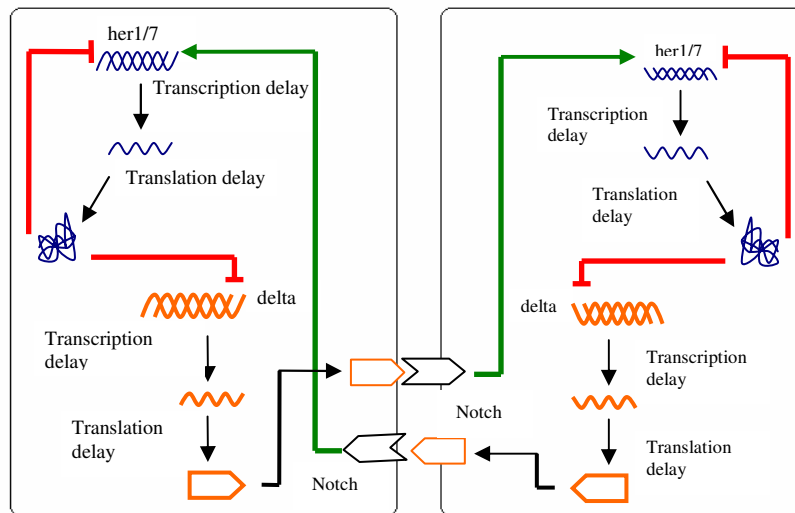 her1/7
Transcription delay
Translation delay
delta
Transcription
delay
Translation
delay
Notch
her1/7
Transcription
delay
Translation
delay
delta
Transcription
delay
Notch
Translation
delay